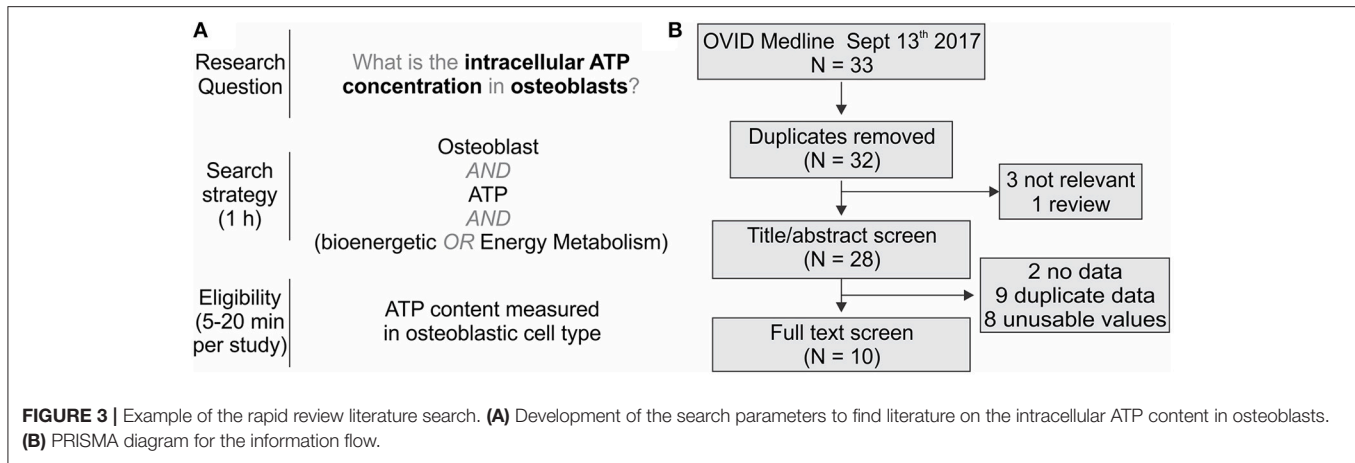 A
Research
Question
What is the intracellular ATP
concentration in osteoblasts?
Search
strategy
(1 h)
Osteoblast
AND
ATP
AND
(bioenergetic OR Energy Metabolism)
Eligibility
(5-20 min
per study)
ATP content measured
in osteoblastic cell type
B
OVID Medline Sept 13th 2017
N = 33
Duplicates removed
(N = 32)
3 not relevant
1 review
Title/abstract screen
(N = 28)
2 no data
9 duplicate data
8 unusable values
Full text screen
(N = 10)
FIGURE 3 | Example of the rapid review literature search. (A) Development of the search parameters to find literature on the intracellular ATP content in osteoblasts.
(B) PRISMA diagram for the information flow.